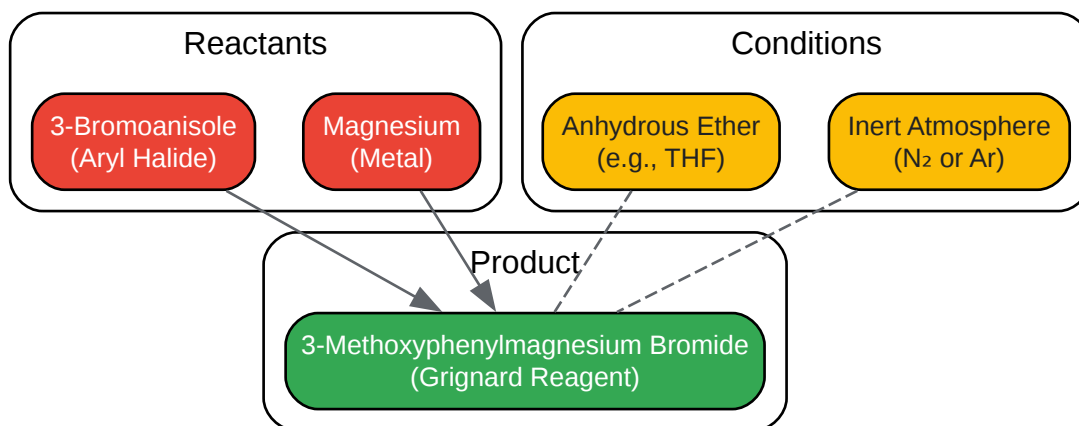 Reactants
3-Bromoanisole
(Aryl Halide)
Magnesium
(Metal)
Conditions
Anhydrous Ether
(e.g., THF)
Inert Atmosphere
(N₂ or Ar)
Product
3-Methoxyphenylmagnesium Bromide
(Grignard Reagent)